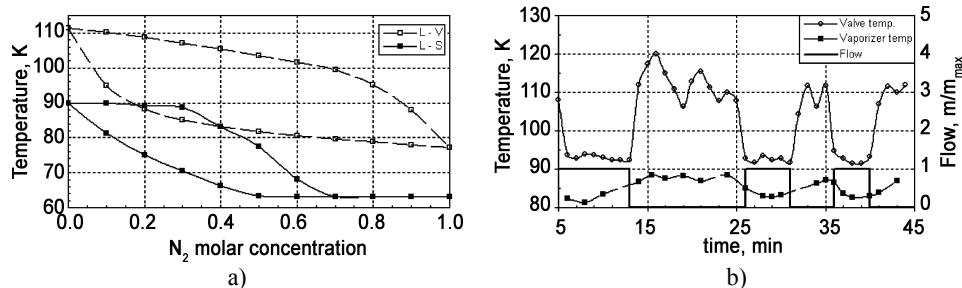 Temperature, K
110
100
90
80
70
60
0.0 0.2 0.4 0.6 0.8 1.0
N2 molar concentration
L - V
L - S
a)
Temperature, K
130
120
110
100
90
80
5 15 25 35 45
time, min
5
4
3
2
1
0
Flow, m/mmax
Valve temp.
Vaporizer temp
Flow
b)